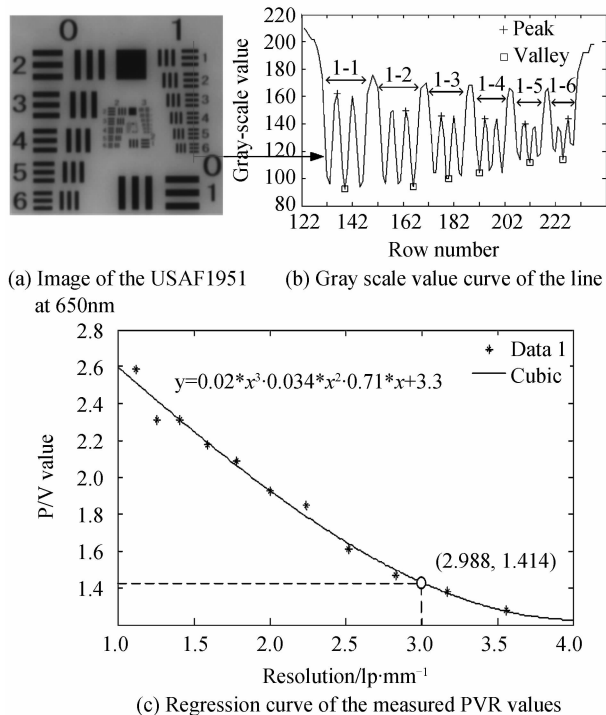 0 1
2 1
3 2
3
4 4
5 5
6 6
0
1
220
200
180
160
140
120
100
80
122 142 162 182 202 222
Gray-scale value
Row number
+ Peak
□ Valley
1-1 1-2 1-3 1-4 1-5 1-6
(a) Image of the USAF1951
at 650nm
(b) Gray scale value curve of the line
2.8
2.6
2.4
2.2
2.0
1.8
1.6
1.4
1.0 1.5 2.0 2.5 3.0 3.5 4.0
P/V value
Resolution/lp·mm⁻¹
y=0.02*x³·0.034*x²·0.71*x+3.3
Data 1
Cubic
(2.988, 1.414)
(c) Regression curve of the measured PVR values